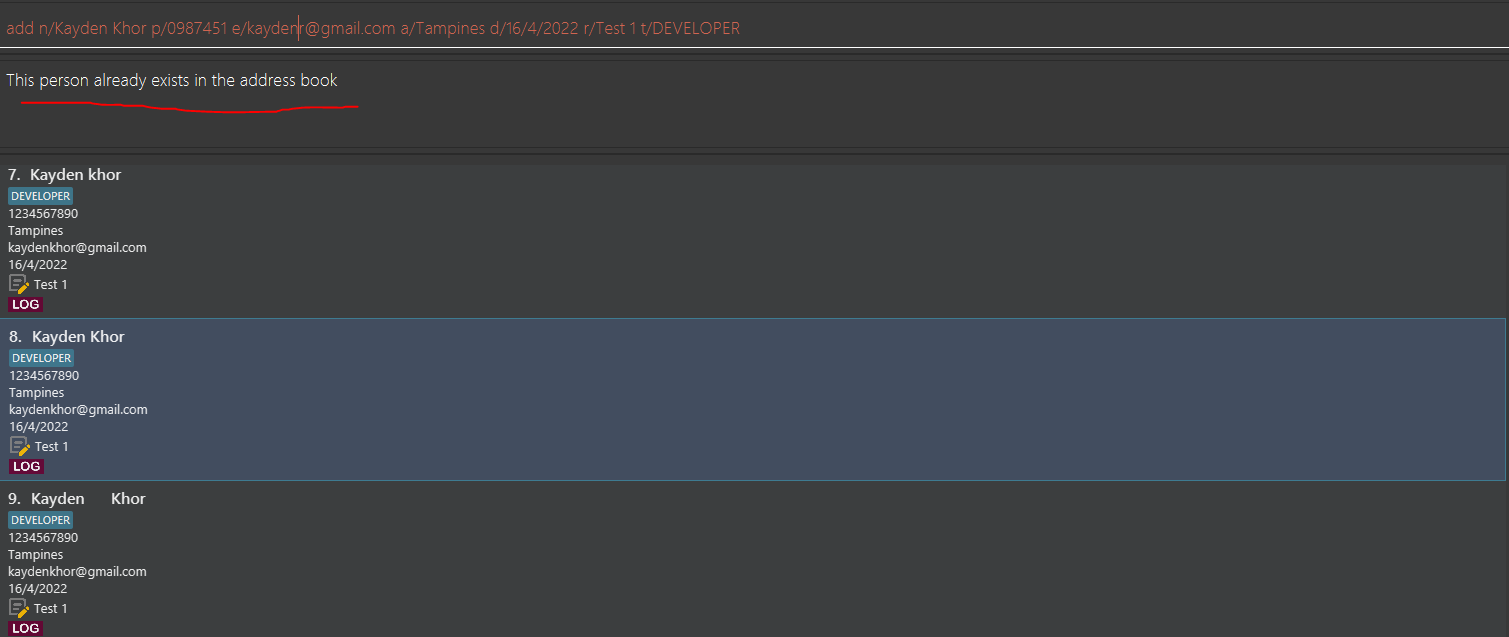 add n/Kayden Khor p/0987451 e/kaydenr@gmail.com a/Tampines d/16/4/2022 r/Test 1 t/DEVELOPER
This person already exists in the address book
7. Kayden khor
DEVELOPER
1234567890
Tampines
kaydenkhor@gmail.com
16/4/2022
Test 1
LOG
8. Kayden Khor
DEVELOPER
1234567890
Tampines
kaydenkhor@gmail.com
16/4/2022
Test 1
LOG
9. Kayden Khor
DEVELOPER
1234567890
Tampines
kaydenkhor@gmail.com
16/4/2022
Test 1
LOG